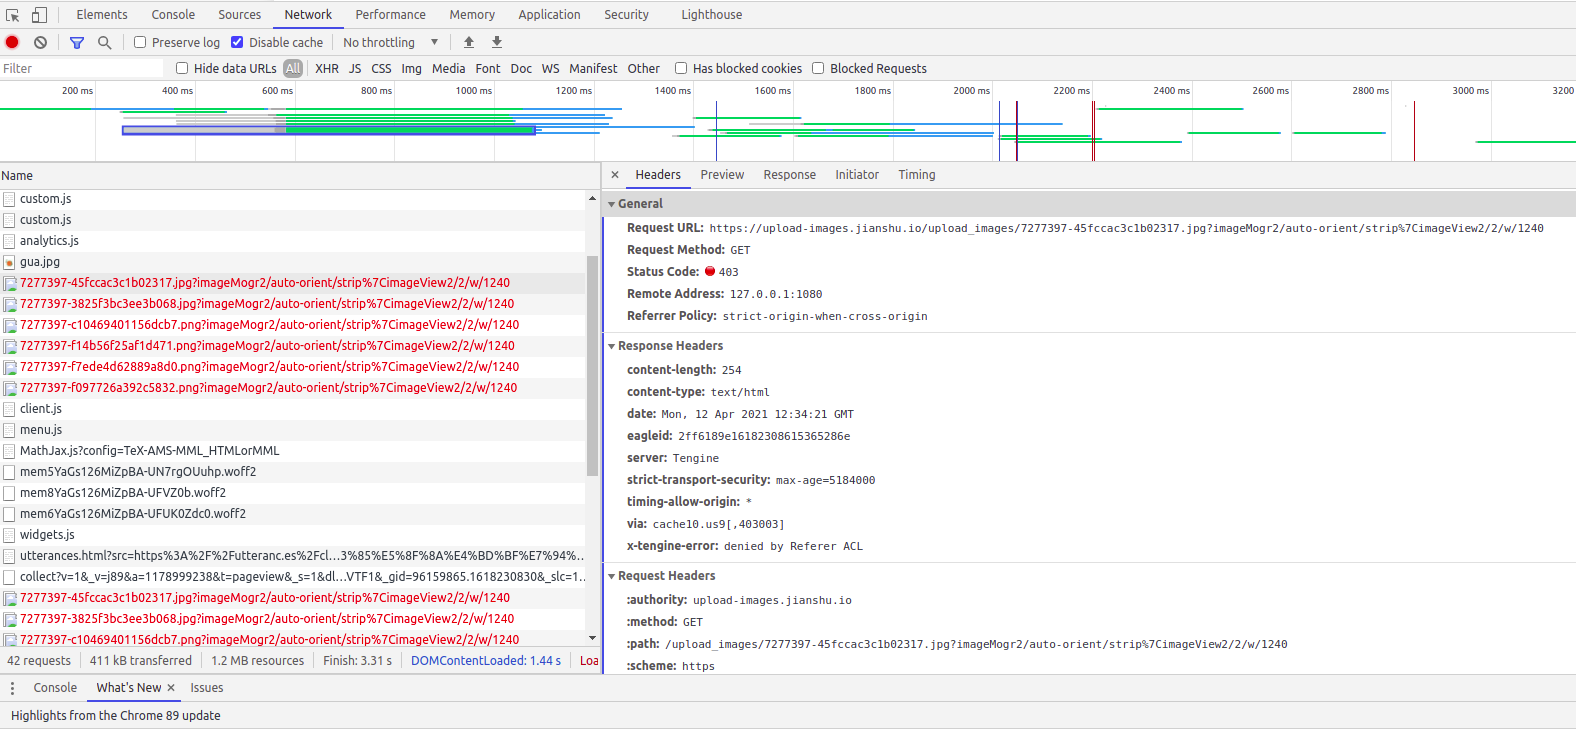 Elements Console Sources Network Performance Memory Application Security Lighthouse
Preserve log Disable cache No throttling
Filter Hide data URLs All XHR JS CSS Img Media Font Doc WS Manifest Other Has blocked cookies Blocked Requests
200 ms 400 ms 600 ms 800 ms 1000 ms 1200 ms 1400 ms 1600 ms 1800 ms 2000 ms 2200 ms 2400 ms 2600 ms 2800 ms 3000 ms 3200
Name
custom.js
custom.js
analytics.js
gua.jpg
7277397-45fccac3c1b02317.jpg?imageMogr2/auto-orient/strip%7CimageView2/2/w/1240
7277397-3825f3bc3ee3b068.jpg?imageMogr2/auto-orient/strip%7CimageView2/2/w/1240
7277397-c10469401156dcb7.png?imageMogr2/auto-orient/strip%7CimageView2/2/w/1240
7277397-f14b56f25af1d471.png?imageMogr2/auto-orient/strip%7CimageView2/2/w/1240
7277397-f7ede4d62889a8d0.png?imageMogr2/auto-orient/strip%7CimageView2/2/w/1240
7277397-f097726a392c5832.png?imageMogr2/auto-orient/strip%7CimageView2/2/w/1240
client.js
menu.js
MathJax.js?config=TeX-AMS-MML_HTMLorMML
mem5YaGs126MiZpBA-UN7rgOUuhp.woff2
mem8YaGs126MiZpBA-UFVZ0b.woff2
mem6YaGs126MiZpBA-UFUK0Zdc0.woff2
widgets.js
utterances.html?src=https%3A%2F%2Futteranc.es%2Fcl…3%85%E5%8F%8A%E4%BD%BF%E7%94%…
collect?v=1&_v=j89&a=1178999238&t=pageview&_s=1&dl…VTF1&_gid=96159865.1618230830&_slc=1…
7277397-45fccac3c1b02317.jpg?imageMogr2/auto-orient/strip%7CimageView2/2/w/1240
7277397-3825f3bc3ee3b068.jpg?imageMogr2/auto-orient/strip%7CimageView2/2/w/1240
7277397-c10469401156dcb7.png?imageMogr2/auto-orient/strip%7CimageView2/2/w/1240
42 requests 411 kB transferred 1.2 MB resources Finish: 3.31 s DOMContentLoaded: 1.44 s Loa
Headers Preview Response Initiator Timing
General
Request URL: https://upload-images.jianshu.io/upload_images/7277397-45fccac3c1b02317.jpg?imageMogr2/auto-orient/strip%7CimageView2/2/w/1240
Request Method: GET
Status Code: 403
Remote Address: 127.0.0.1:1080
Referrer Policy: strict-origin-when-cross-origin
Response Headers
content-length: 254
content-type: text/html
date: Mon, 12 Apr 2021 12:34:21 GMT
eagleid: 2ff6189e16182308615365286e
server: Tengine
strict-transport-security: max-age=5184000
timing-allow-origin: *
via: cache10.us9[,403003]
x-tengine-error: denied by Referer ACL
Request Headers
:authority: upload-images.jianshu.io
:method: GET
:path: /upload_images/7277397-45fccac3c1b02317.jpg?imageMogr2/auto-orient/strip%7CimageView2/2/w/1240
:scheme: https
Console What's New Issues
Highlights from the Chrome 89 update